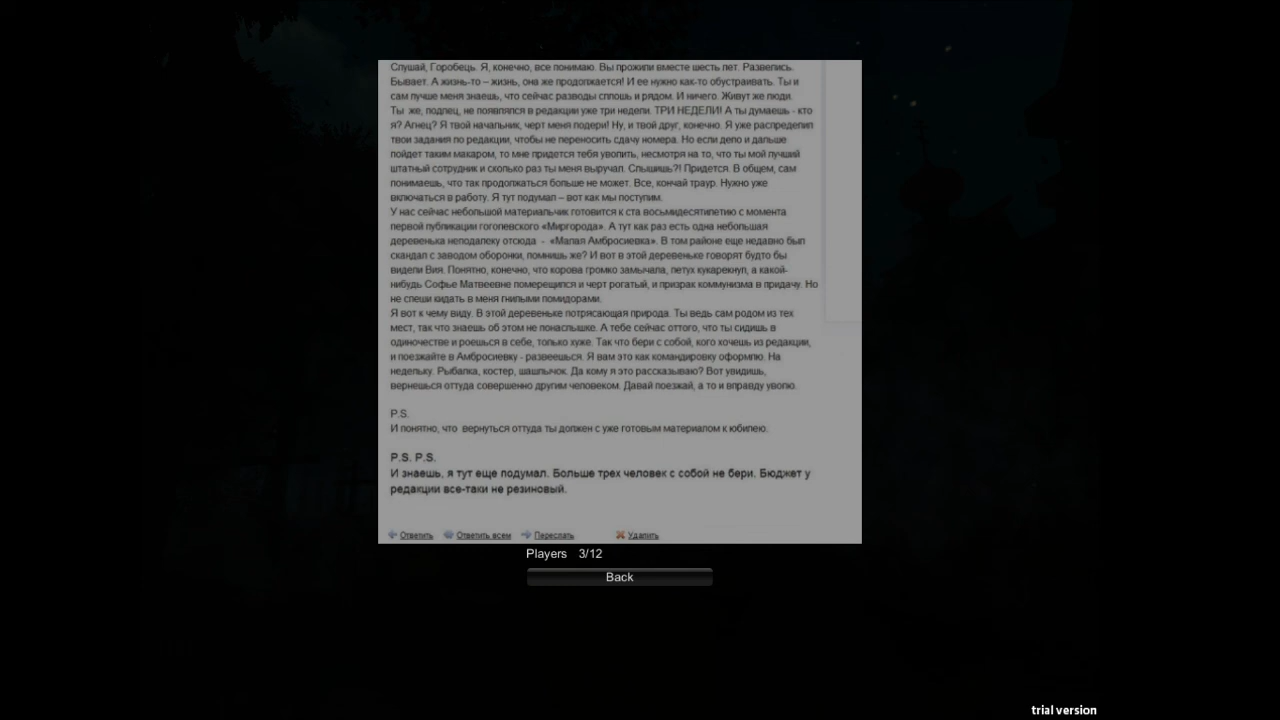 Слушай, Горобець. Я, конечно, все понимаю. Вы прожили вместе шесть лет. Развелись.
Бывает. А жизнь-то – жизнь, она же продолжается! И ее нужно как-то обустраивать. Ты и
сам лучше меня знаешь, что сейчас разводы сплошь и рядом. И ничего. Живут же люди.
Ты же, подлец, не появлялся в редакции уже три недели. ТРИ НЕДЕЛИ! А ты думаешь - кто
я? Агнец? Я твой начальник, черт меня подери! Ну, и твой друг, конечно. Я уже распределил
твои задания по редакции, чтобы не переносить сдачу номера. Но если дело и дальше
пойдет таким макаром, то мне придется тебя уволить, несмотря на то, что ты мой лучший
штатный сотрудник и сколько раз ты меня выручал. Слышишь?! Придется. В общем, сам
понимаешь, что так продолжаться больше не может. Все, кончай траур. Нужно уже
включаться в работу. Я тут подумал – вот как мы поступим.
У нас сейчас небольшой материальчик готовится к ста восьмидесятилетию с момента
первой публикации гоголевского «Миргорода». А тут как раз есть одна небольшая
деревенька неподалеку отсюда - «Малая Амбросиевка». В том районе еще недавно был
скандал с заводом оборонки, помнишь же? И вот в этой деревеньке говорят будто бы
видели Вия. Понятно, конечно, что корова громко замычала, петух кукарекнул, а какой-
нибудь Софье Матвеевне померещился и черт рогатый, и призрак коммунизма в придачу. Но
не спеши кидать в меня гнилыми помидорами.
Я вот к чему виду. В этой деревеньке потрясающая природа. Ты ведь сам родом из тех
мест, так что знаешь об этом не понаслышке. А тебе сейчас оттого, что ты сидишь в
одиночестве и роешься в себе, только хуже. Так что бери с собой, кого хочешь из редакции,
и поезжайте в Амбросиевку - развеешься. Я вам это как командировку оформлю. На
недельку. Рыбалка, костер, шашлычок. Да кому я это рассказываю? Вот увидишь,
вернешься оттуда совершенно другим человеком. Давай поезжай, а то и вправду уволю.
P.S.
И понятно, что вернуться оттуда ты должен с уже готовым материалом к юбилею.
P.S. P.S.
И знаешь, я тут еще подумал. Больше трех человек с собой не бери. Бюджет у
редакции все-таки не резиновый.
Ответить Ответить всем Переслать Удалить
Players 3/12
Back
trial version